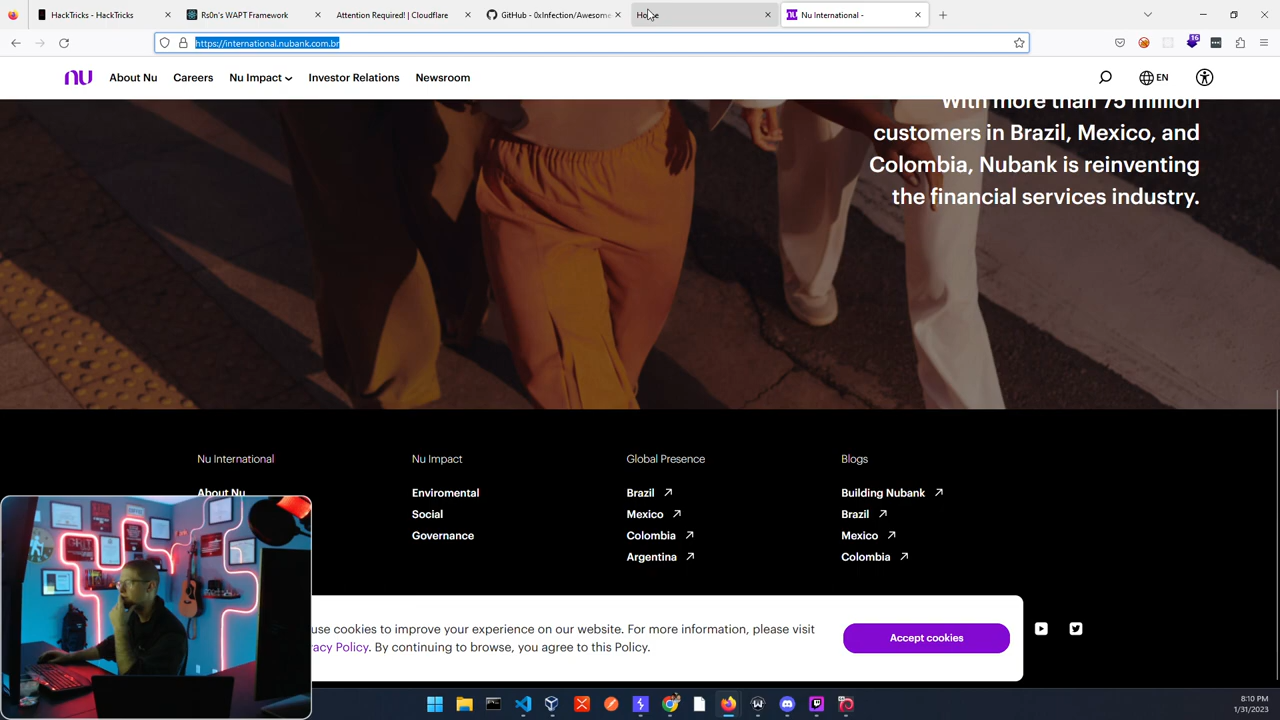 HackTricks - HackTricks
Rs0n's WAPT Framework
Attention Required! | Cloudflare
GitHub - 0xInfection/Awesome
Nu International -
https://international.nubank.com.br
16
nu
About Nu
Careers
Nu Impact
Investor Relations
Newsroom
EN
With more than 75 million
customers in Brazil, Mexico, and
Colombia, Nubank is reinventing
the financial services industry.
Nu International
Nu Impact
Global Presence
Blogs
About Nu
Enviromental
Brazil
Building Nubank
Social
Mexico
Brazil
Governance
Colombia
Mexico
Argentina
Colombia
use cookies to improve your experience on our website. For more information, please visit
vacy Policy. By continuing to browse, you agree to this Policy.
Accept cookies
8:10 PM
1/31/2023